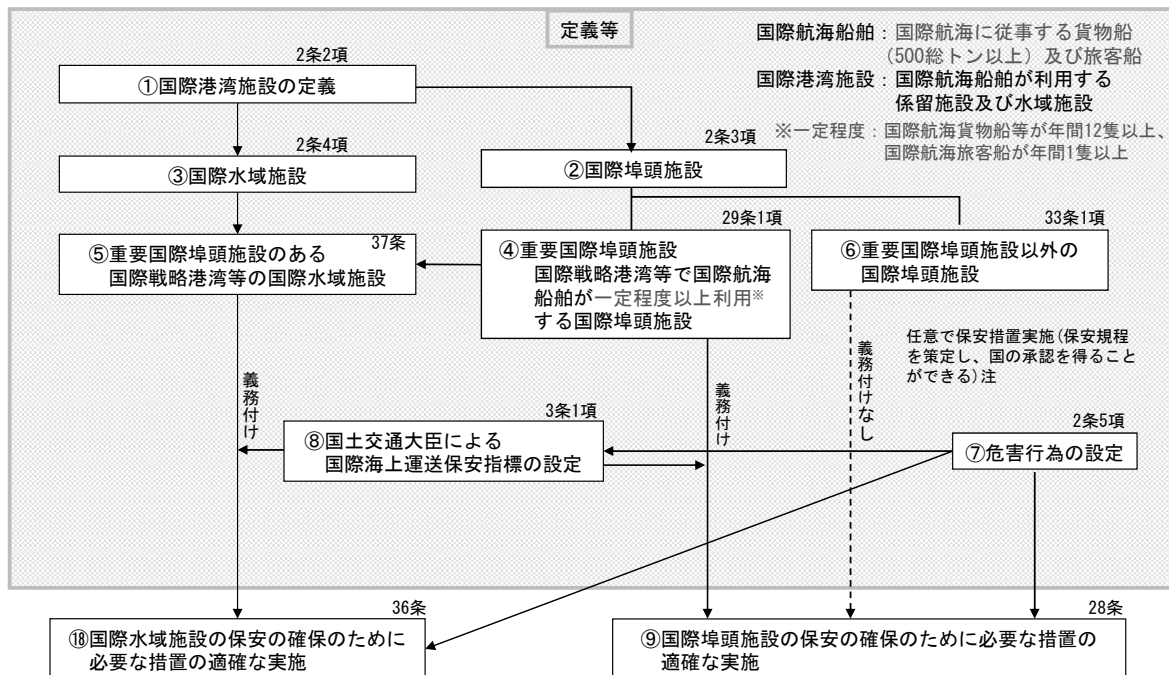 定義等
国際航海船舶：国際航海に従事する貨物船
（500総トン以上）及び旅客船
国際港湾施設：国際航海船舶が利用する
係留施設及び水域施設
※一定程度：国際航海貨物船等が年間12隻以上、
国際航海旅客船が年間1隻以上
2条2項
①国際港湾施設の定義
2条4項
③国際水域施設
2条3項
②国際埠頭施設
37条
⑤重要国際埠頭施設のある
国際戦略港湾等の国際水域施設
29条1項
④重要国際埠頭施設
国際戦略港湾等で国際航海
船舶が一定程度以上利用※
する国際埠頭施設
33条1項
⑥重要国際埠頭施設以外の
国際埠頭施設
任意で保安措置実施（保安規程
を策定し、国の承認を得ること
ができる）注
義務付け
義務付け
義務付けなし
3条1項
⑧国土交通大臣による
国際海上運送保安指標の設定
2条5項
⑦危害行為の設定
36条
⑱国際水域施設の保安の確保のために
必要な措置の適確な実施
28条
⑨国際埠頭施設の保安の確保のために必要な措置の
適確な実施